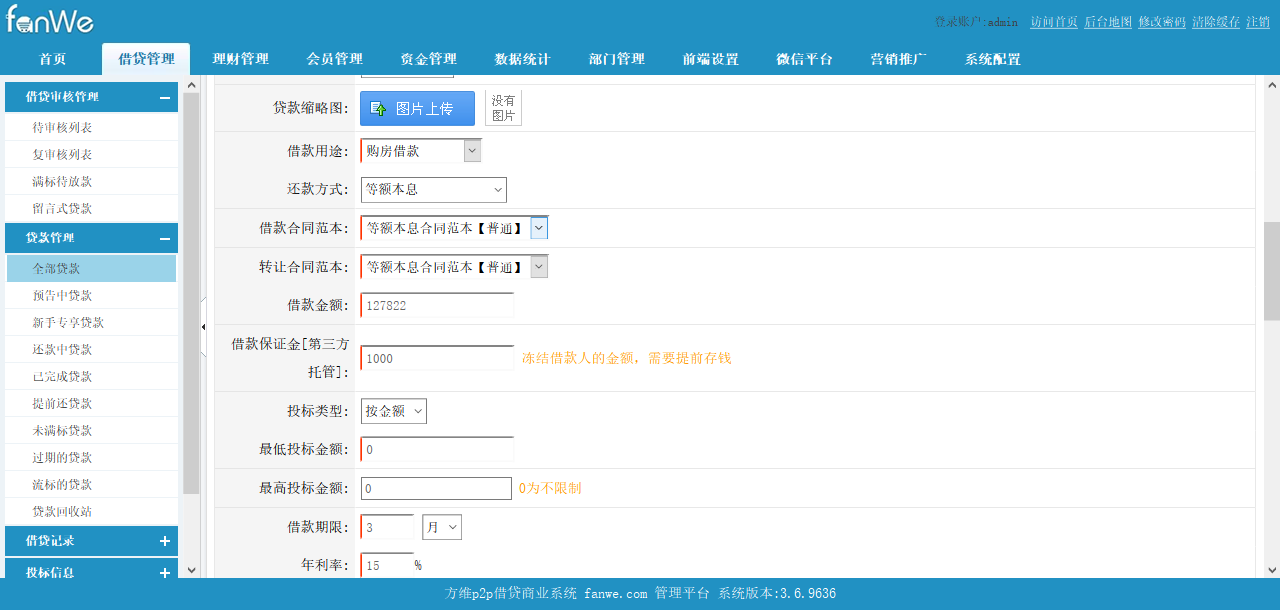 fanWe
登录账户:admin 访问首页 后台地图 修改密码 清除缓存 注销
首页 借贷管理 理财管理 会员管理 资金管理 数据统计 部门管理 前端设置 微信平台 营销推广 系统配置
借贷审核管理
待审核列表
复审核列表
满标待放款
留言式贷款
贷款管理
全部贷款
预告中贷款
新手专享贷款
还款中贷款
已完成贷款
提前还贷款
未满标贷款
过期的贷款
流标的贷款
贷款回收站
借贷记录
投标信息
贷款缩略图: 图片上传 没有
图片
借款用途: 购房借款
还款方式: 等额本息
借款合同范本: 等额本息合同范本【普通】
转让合同范本: 等额本息合同范本【普通】
借款金额: 127822
借款保证金[第三方
托管]: 1000 冻结借款人的金额，需要提前存钱
投标类型: 按金额
最低投标金额: 0
最高投标金额: 0 0为不限制
借款期限: 3 月
年利率: 15 %
方维p2p借贷商业系统 fanwe.com 管理平台 系统版本:3.6.9636